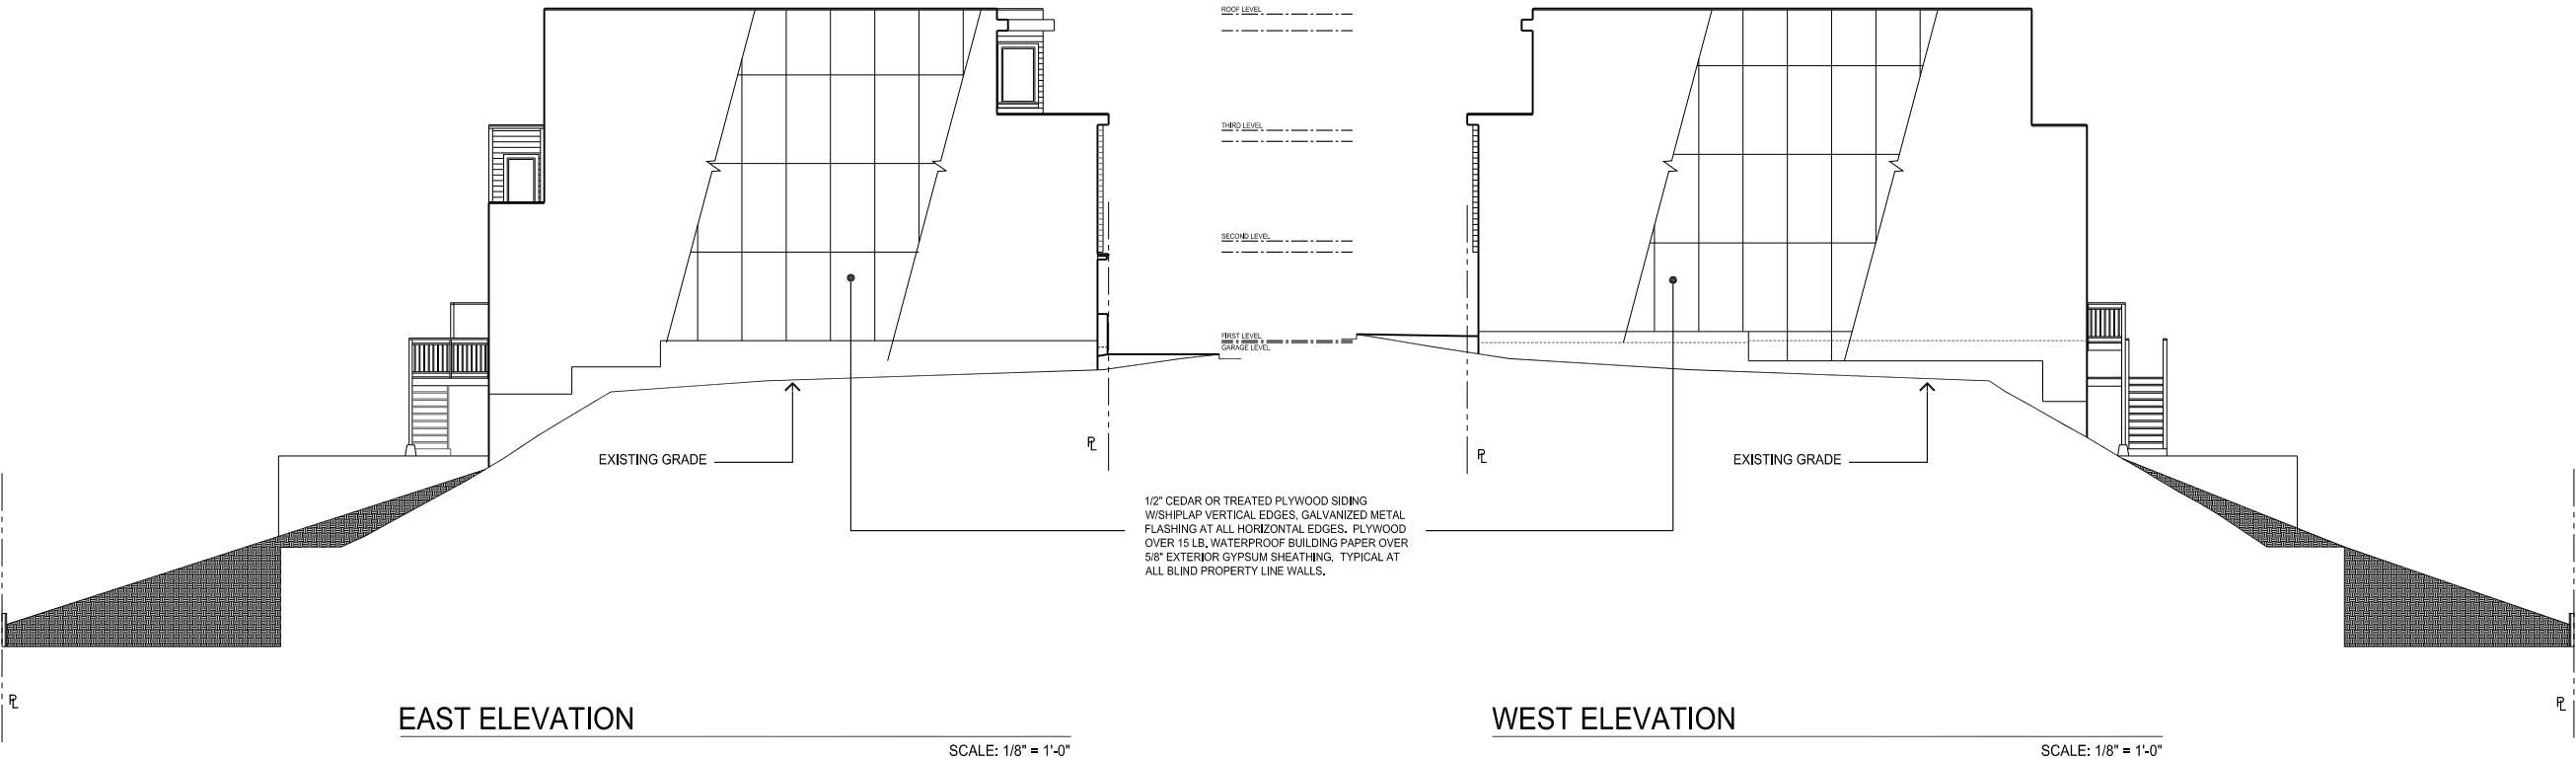 ROOF LEVEL
THIRD LEVEL
SECOND LEVEL
FIRST LEVEL
GARAGE LEVEL
EXISTING GRADE
PL
PL
EXISTING GRADE
1/2" CEDAR OR TREATED PLYWOOD SIDING
W/SHIPLAP VERTICAL EDGES, GALVANIZED METAL
FLASHING AT ALL HORIZONTAL EDGES. PLYWOOD
OVER 15 LB. WATERPROOF BUILDING PAPER OVER
5/8" EXTERIOR GYPSUM SHEATHING. TYPICAL AT
ALL BLIND PROPERTY LINE WALLS.
PL
PL
EAST ELEVATION
SCALE: 1/8" = 1'-0"
WEST ELEVATION
SCALE: 1/8" = 1'-0"